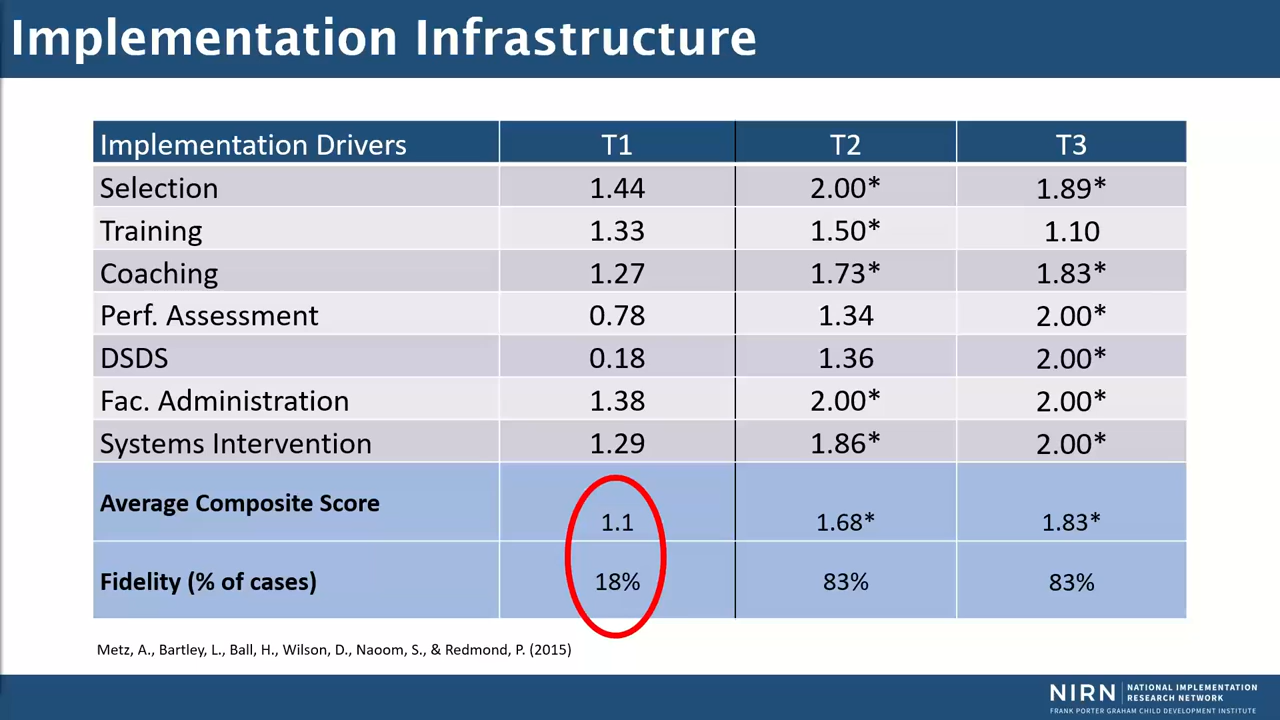 Implementation Infrastructure
Implementation Drivers T1 T2 T3
Selection 1.44 2.00* 1.89*
Training 1.33 1.50* 1.10
Coaching 1.27 1.73* 1.83*
Perf. Assessment 0.78 1.34 2.00*
DSDS 0.18 1.36 2.00*
Fac. Administration 1.38 2.00* 2.00*
Systems Intervention 1.29 1.86* 2.00*
Average Composite Score 1.1 1.68* 1.83*
Fidelity (% of cases) 18% 83% 83%
Metz, A., Bartley, L., Ball, H., Wilson, D., Naoom, S., & Redmond, P. (2015)
NIRN NATIONAL IMPLEMENTATION
RESEARCH NETWORK
FRANK PORTER GRAHAM CHILD DEVELOPMENT INSTITUTE